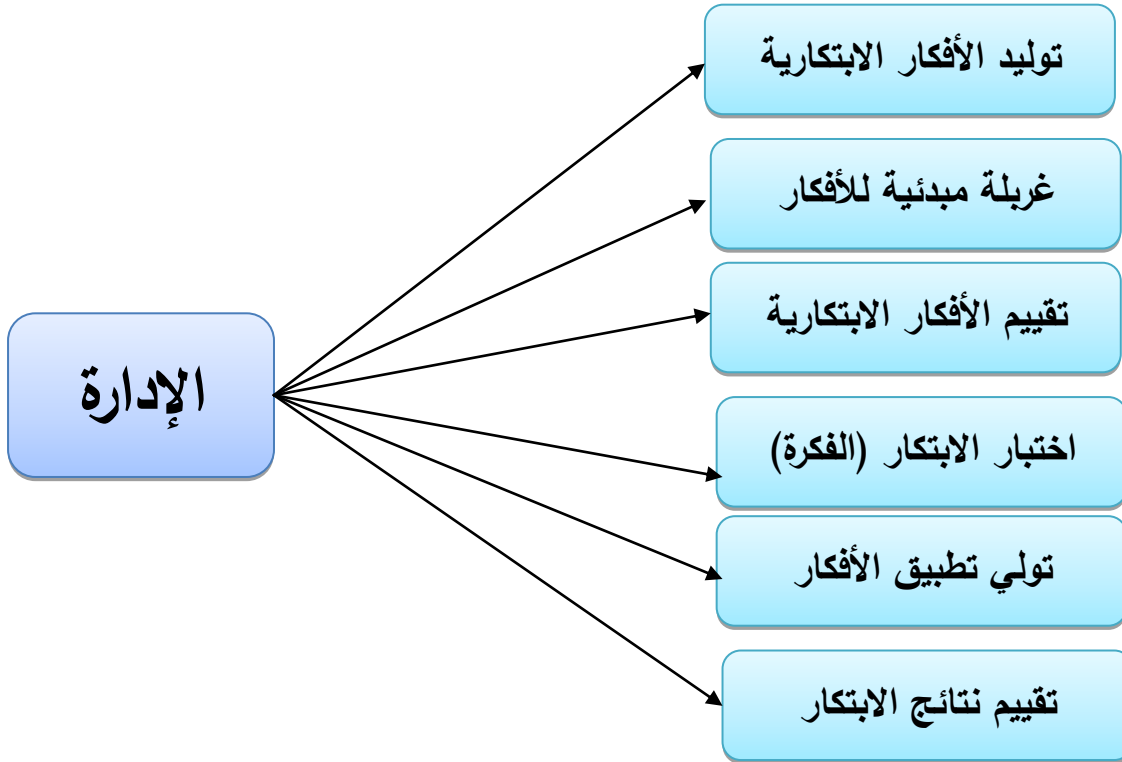 توليد الأفكار الابتكارية
غربلة مبدئية للأفكار
تقييم الأفكار الابتكارية
الإدارة
اختبار الابتكار (الفكرة)
تولي تطبيق الأفكار
تقييم نتائج الابتكار